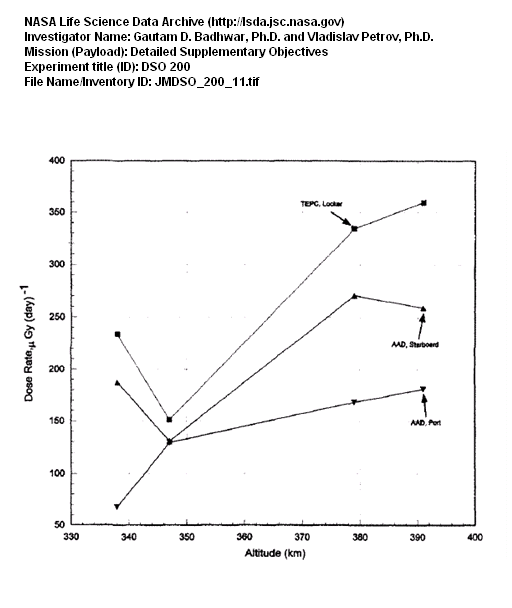 NASA Life Science Data Archive (http://lsda.jsc.nasa.gov)
Investigator Name: Gautam D. Badhwar, Ph.D. and Vladislav Petrov, Ph.D.
Mission (Payload): Detailed Supplementary Objectives
Experiment title (ID): DSO 200
File Name/Inventory ID: JMDSO_200_11.tif
400
350
300
250
200
150
100
50
Dose Rate,μ Gy (day) -1
TEPC, Locker
AAD, Starboard
AAD, Port
330 340 350 360 370 380 390 400
Altitude (km)